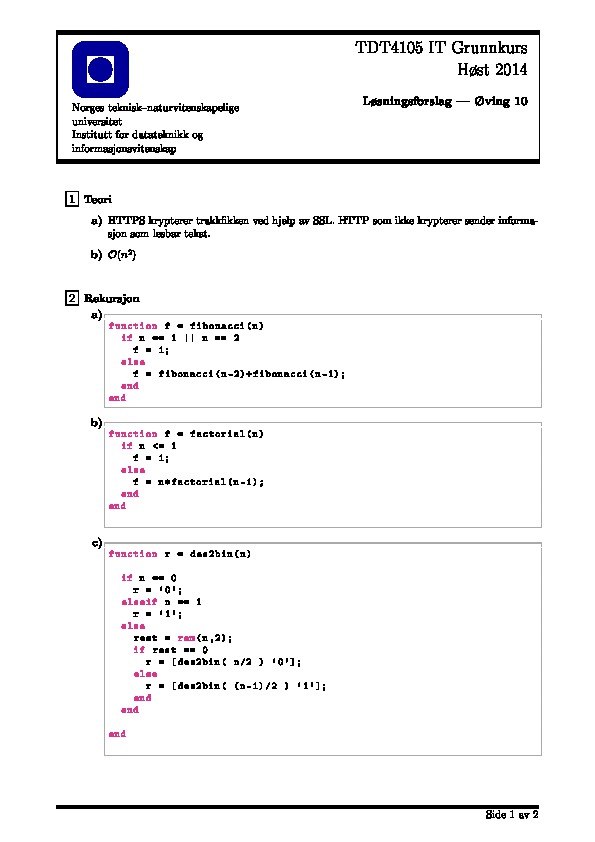 TDT4105 IT Grunnkurs
Høst 2014
Løsningsforslag — Øving 10
Norges teknisk–naturvitenskapelige
universitet
Institutt for datateknikk og
informasjonsvitenskap
1 Teori
a) HTTPS krypterer trakkfikken ved hjelp av SSL. HTTP som ikke krypterer sender informa-
sjon som lesbar tekst.
b) O(n²)
2 Rekursjon
a)
function f = fibonacci(n)
if n == 1 || n == 2
f = 1;
else
f = fibonacci(n-2)+fibonacci(n-1);
end
end
b)
function f = factorial(n)
if n <= 1
f = 1;
else
f = n*factorial(n-1);
end
end
c)
function r = des2bin(n)
if n == 0
r = '0';
elseif n == 1
r = '1';
else
rest = rem(n,2);
if rest == 0
r = [des2bin( n/2 ) '0'];
else
r = [des2bin( (n-1)/2 ) '1'];
end
end
end
Side 1 av 2